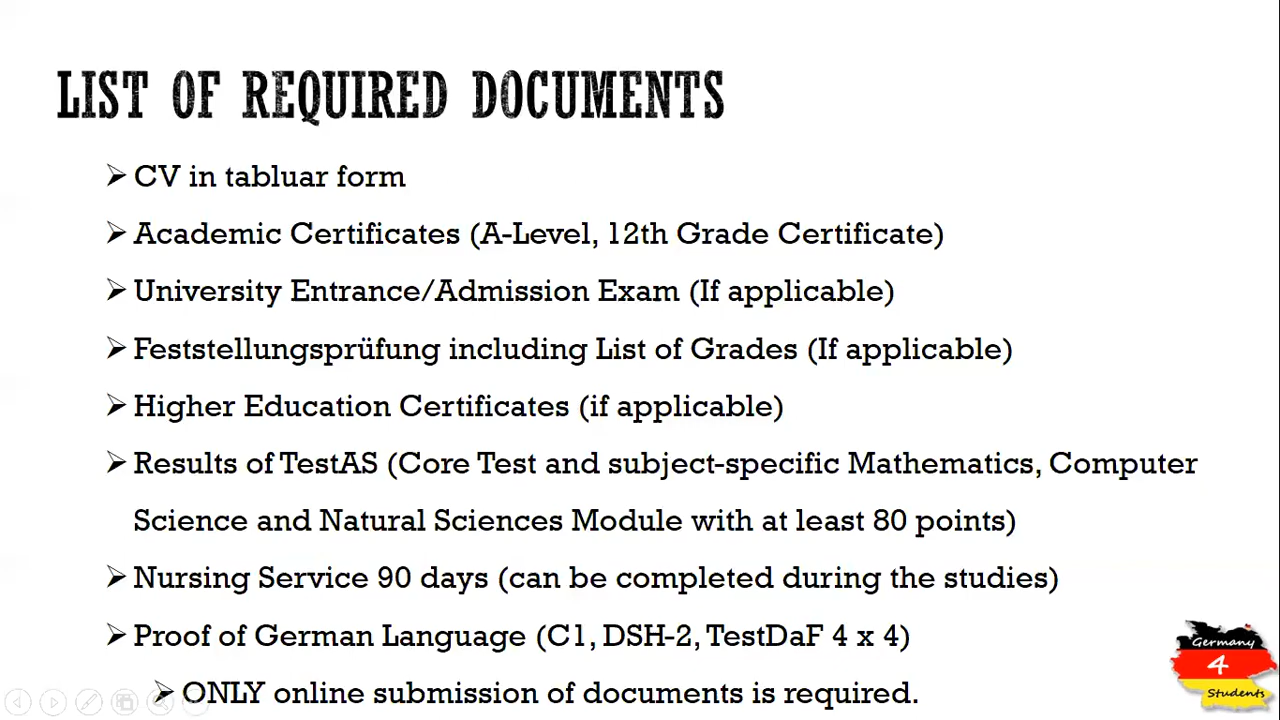 LIST OF REQUIRED DOCUMENTS
CV in tabluar form
Academic Certificates (A-Level, 12th Grade Certificate)
University Entrance/Admission Exam (If applicable)
Feststellungsprüfung including List of Grades (If applicable)
Higher Education Certificates (if applicable)
Results of TestAS (Core Test and subject-specific Mathematics, Computer
Science and Natural Sciences Module with at least 80 points)
Nursing Service 90 days (can be completed during the studies)
Proof of German Language (C1, DSH-2, TestDaF 4 x 4)
ONLY online submission of documents is required.
Germany
4
Students